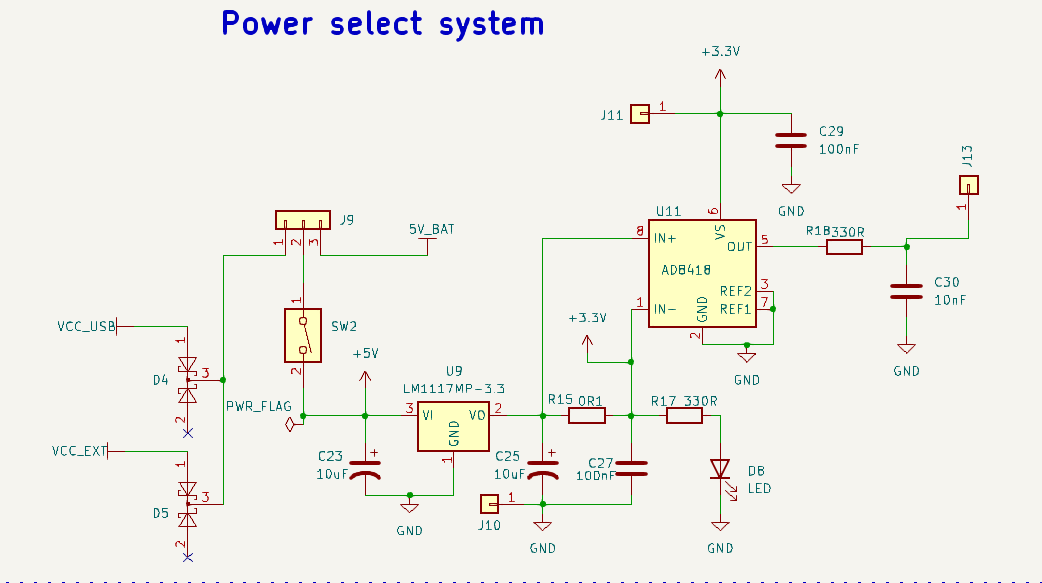 Power select system
+3.3V
J11
1
C29
100nF
GND
J13
1
J9
1
2
3
5V_BAT
U11
6
VS
8
IN+
OUT
5
R18
330R
AD8418
C30
10nF
GND
REF2
3
REF1
7
1
IN-
GND
2
GND
+3.3V
VCC_USB
1
D4
3
2
1
SW2
2
+5V
PWR_FLAG
U9
LM1117MP-3.3
3
VI
VO
2
GND
1
R15
0R1
R17
330R
VCC_EXT
1
D5
3
2
C23
10uF
+
GND
C25
10uF
+
C27
100nF
D8
LED
J10
1
GND
GND